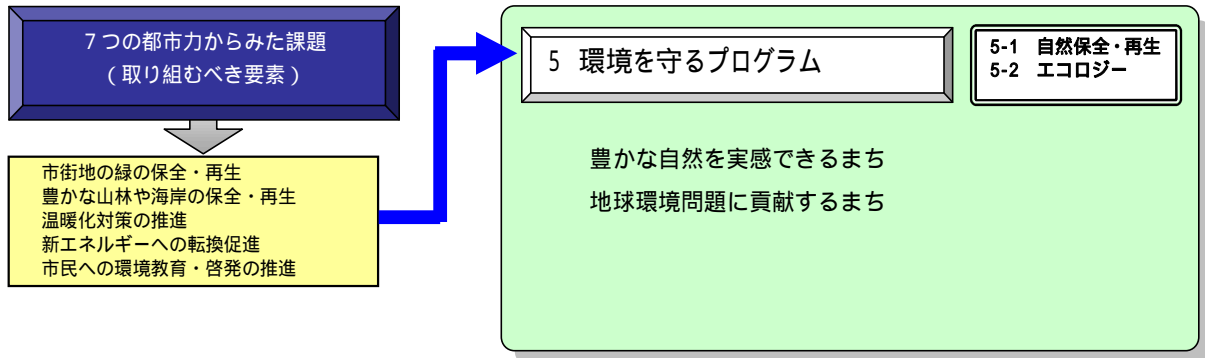 ７つの都市力からみた課題
（取り組むべき要素）
市街地の緑の保全・再生
豊かな山林や海岸の保全・再生
温暖化対策の推進
新エネルギーへの転換促進
市民への環境教育・啓発の推進
5 環境を守るプログラム
5-1 自然保全・再生
5-2 エコロジー
豊かな自然を実感できるまち
地球環境問題に貢献するまち